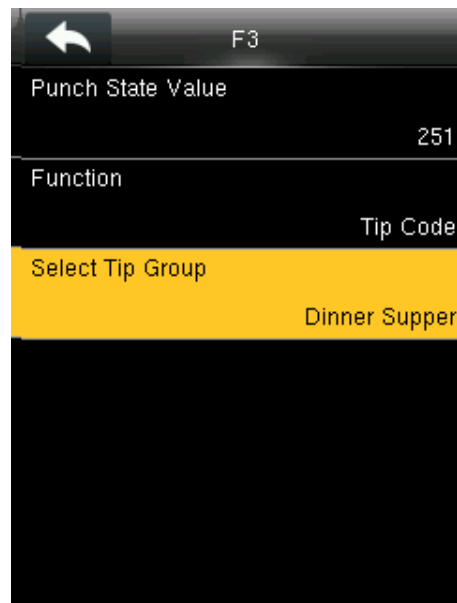 F3
Punch State Value
251
Function
Tip Code
Select Tip Group
Dinner Supper